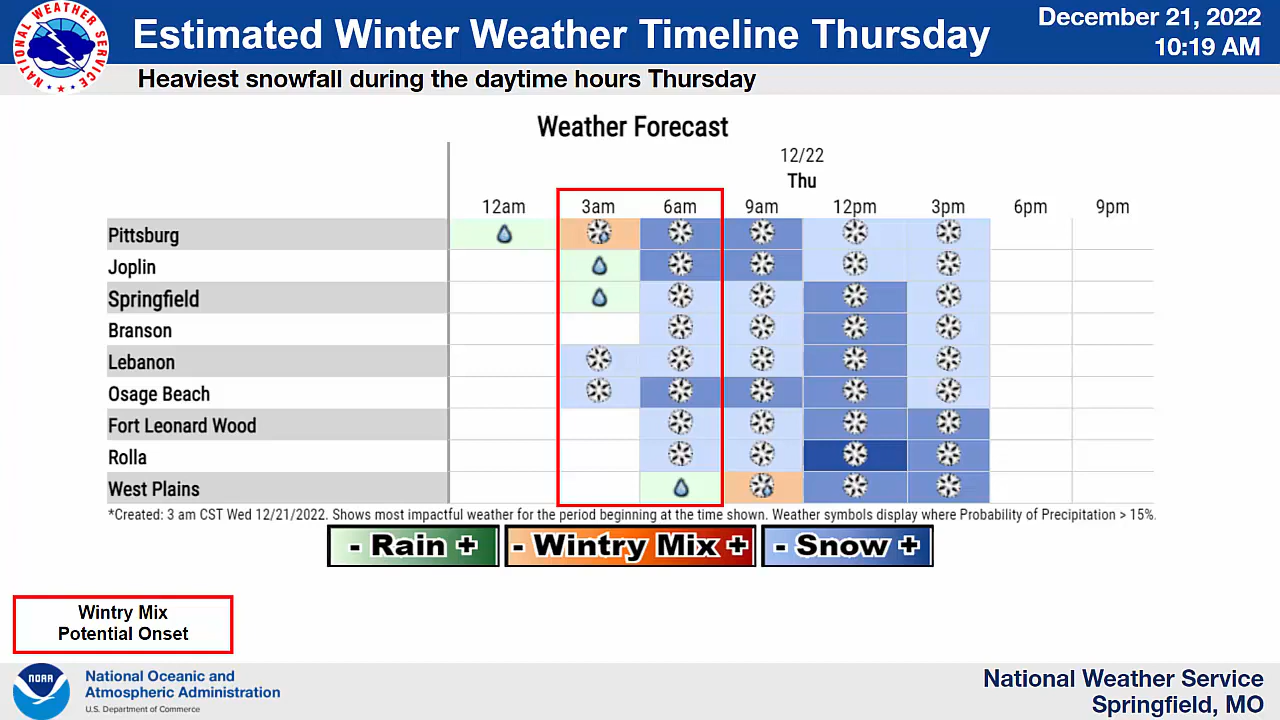 NATIONAL WEATHER SERVICE
Estimated Winter Weather Timeline Thursday
December 21, 2022
10:19 AM
Heaviest snowfall during the daytime hours Thursday
Weather Forecast
12/22
Thu
12am 3am 6am 9am 12pm 3pm 6pm 9pm
Pittsburg
Joplin
Springfield
Branson
Lebanon
Osage Beach
Fort Leonard Wood
Rolla
West Plains
*Created: 3 am CST Wed 12/21/2022. Shows most impactful weather for the period beginning at the time shown. Weather symbols display where Probability of Precipitation > 15%.
- Rain + - Wintry Mix + - Snow +
Wintry Mix
Potential Onset
NOAA
National Oceanic and
Atmospheric Administration
U.S. Department of Commerce
National Weather Service
Springfield, MO